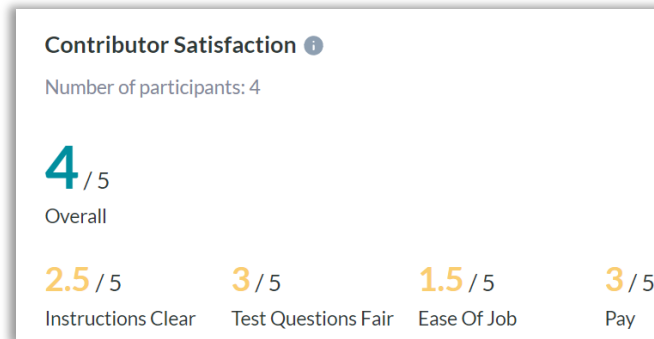 Contributor Satisfaction
Number of participants: 4
4 / 5
Overall
2.5 / 5 3 / 5 1.5 / 5 3 / 5
Instructions Clear Test Questions Fair Ease Of Job Pay